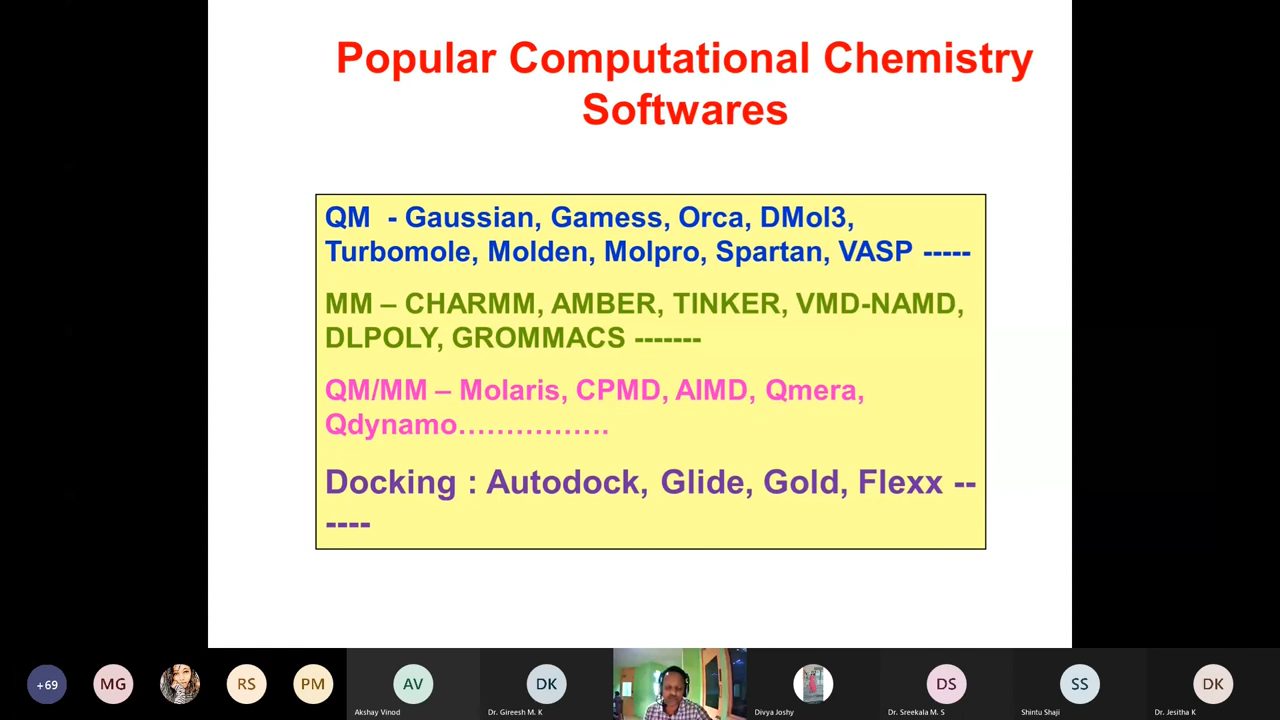 Popular Computational Chemistry
Softwares
QM - Gaussian, Gamess, Orca, DMol3,
Turbomole, Molden, Molpro, Spartan, VASP -----
MM – CHARMM, AMBER, TINKER, VMD-NAMD,
DLPOLY, GROMMACS -------
QM/MM – Molaris, CPMD, AIMD, Qmera,
Qdynamo…………….
Docking : Autodock, Glide, Gold, Flexx --
----
+69
MG
RS
PM
AV
DK
DS
SS
DK
Akshay Vinod
Dr. Gireesh M. K
Divya Joshy
Dr. Sreekala M. S
Shintu Shaji
Dr. Jesitha K